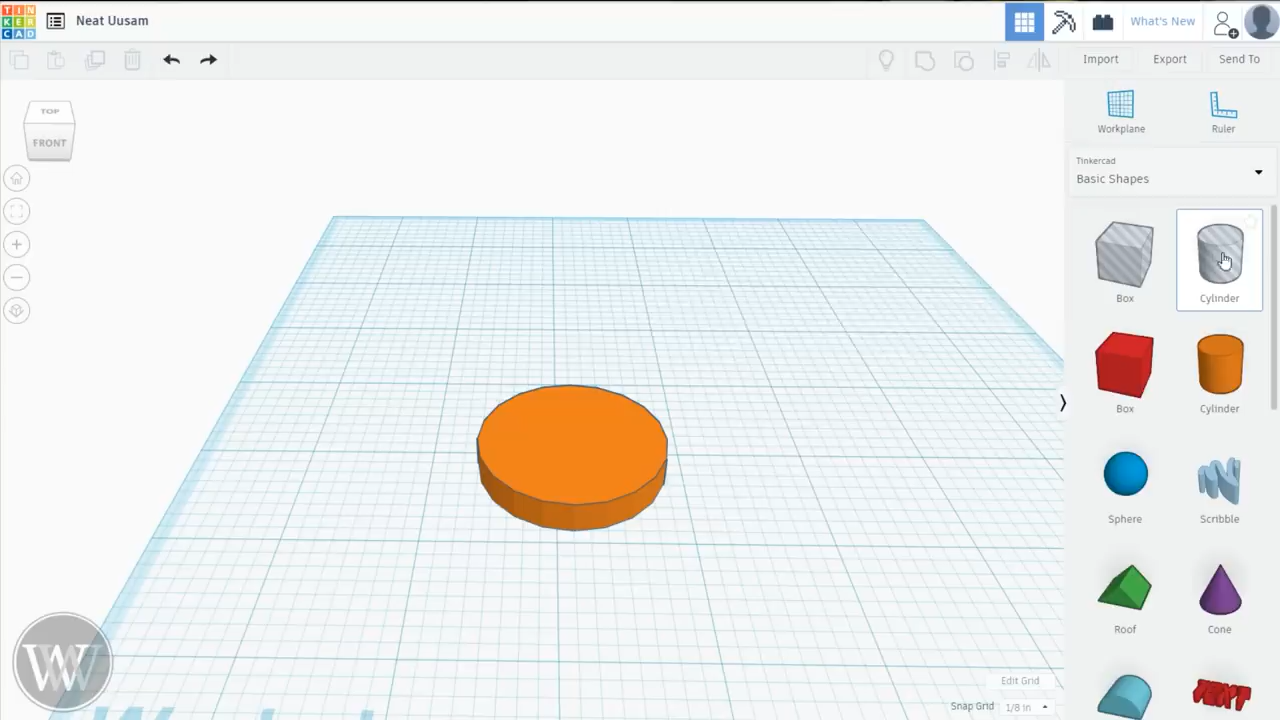 TIN
KER
CAD
Neat Uusam
What's New
Import
Export
Send To
TOP
FRONT
Workplane
Ruler
Tinkercad
Basic Shapes
Box
Cylinder
Box
Cylinder
Sphere
Scribble
Roof
Cone
TEXT
Edit Grid
Snap Grid 1/8 in
W